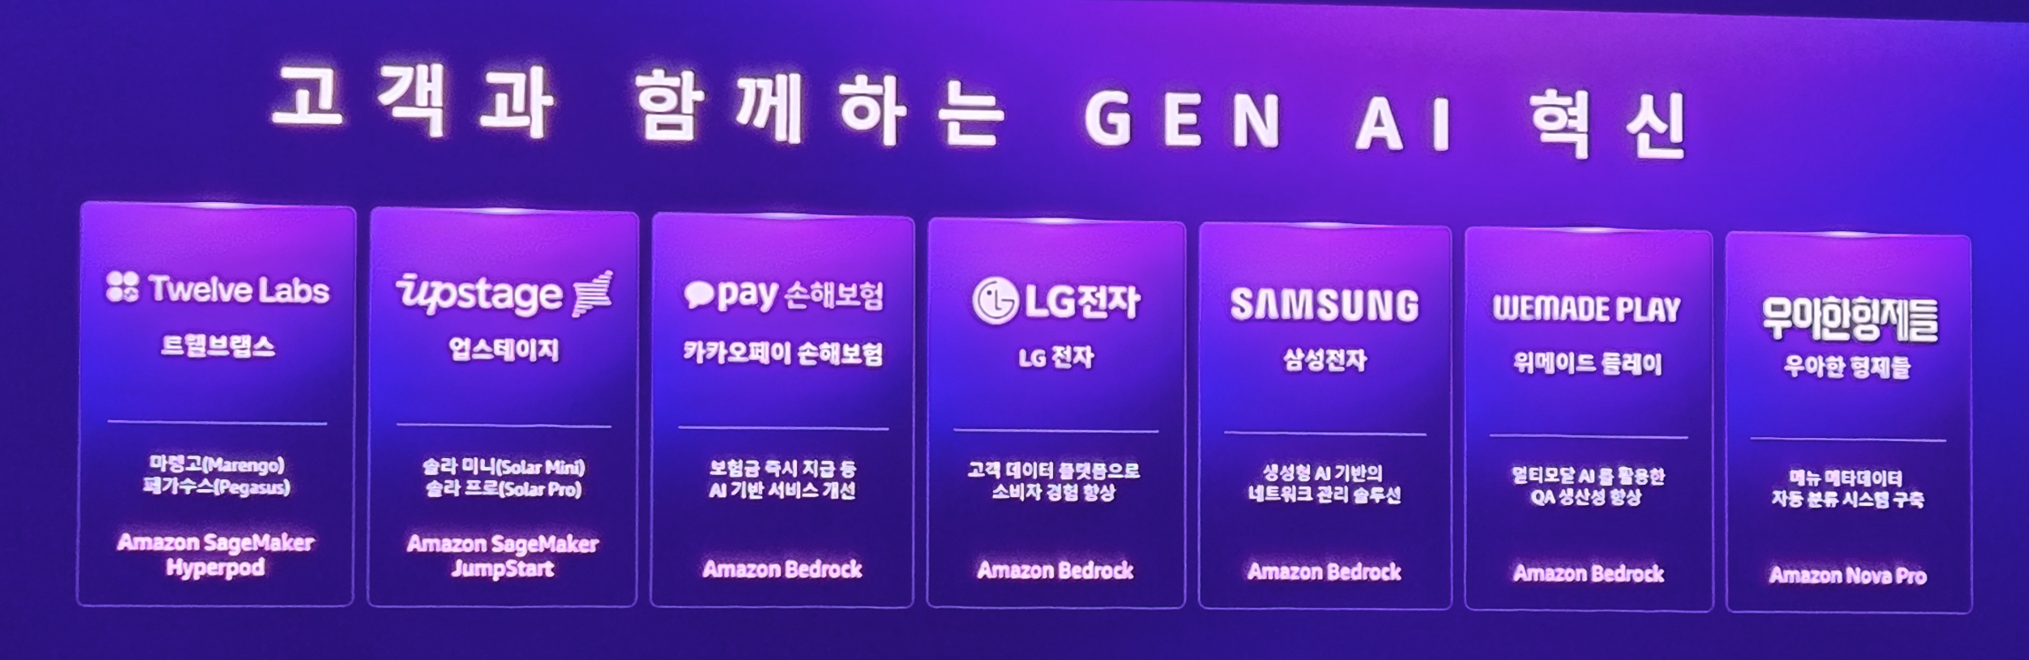 고객과 함께하는 GEN AI 혁신
Twelve Labs
트웰브랩스
마렝고(Marengo)
페가수스(Pegasus)
Amazon SageMaker
Hyperpod
upstage
업스테이지
솔라 미니(Solar Mini)
솔라 프로(Solar Pro)
Amazon SageMaker
JumpStart
pay 손해보험
카카오페이 손해보험
보험금 즉시 지급 등
AI 기반 서비스 개선
Amazon Bedrock
LG전자
LG 전자
고객 데이터 플랫폼으로
소비자 경험 향상
Amazon Bedrock
SAMSUNG
삼성전자
생성형 AI 기반의
네트워크 관리 솔루션
Amazon Bedrock
WEMADE PLAY
위메이드 플레이
멀티모달 AI 를 활용한
QA 생산성 향상
Amazon Bedrock
우아한형제들
우아한 형제들
메뉴 메타데이터
자동 분류 시스템 구축
Amazon Nova Pro